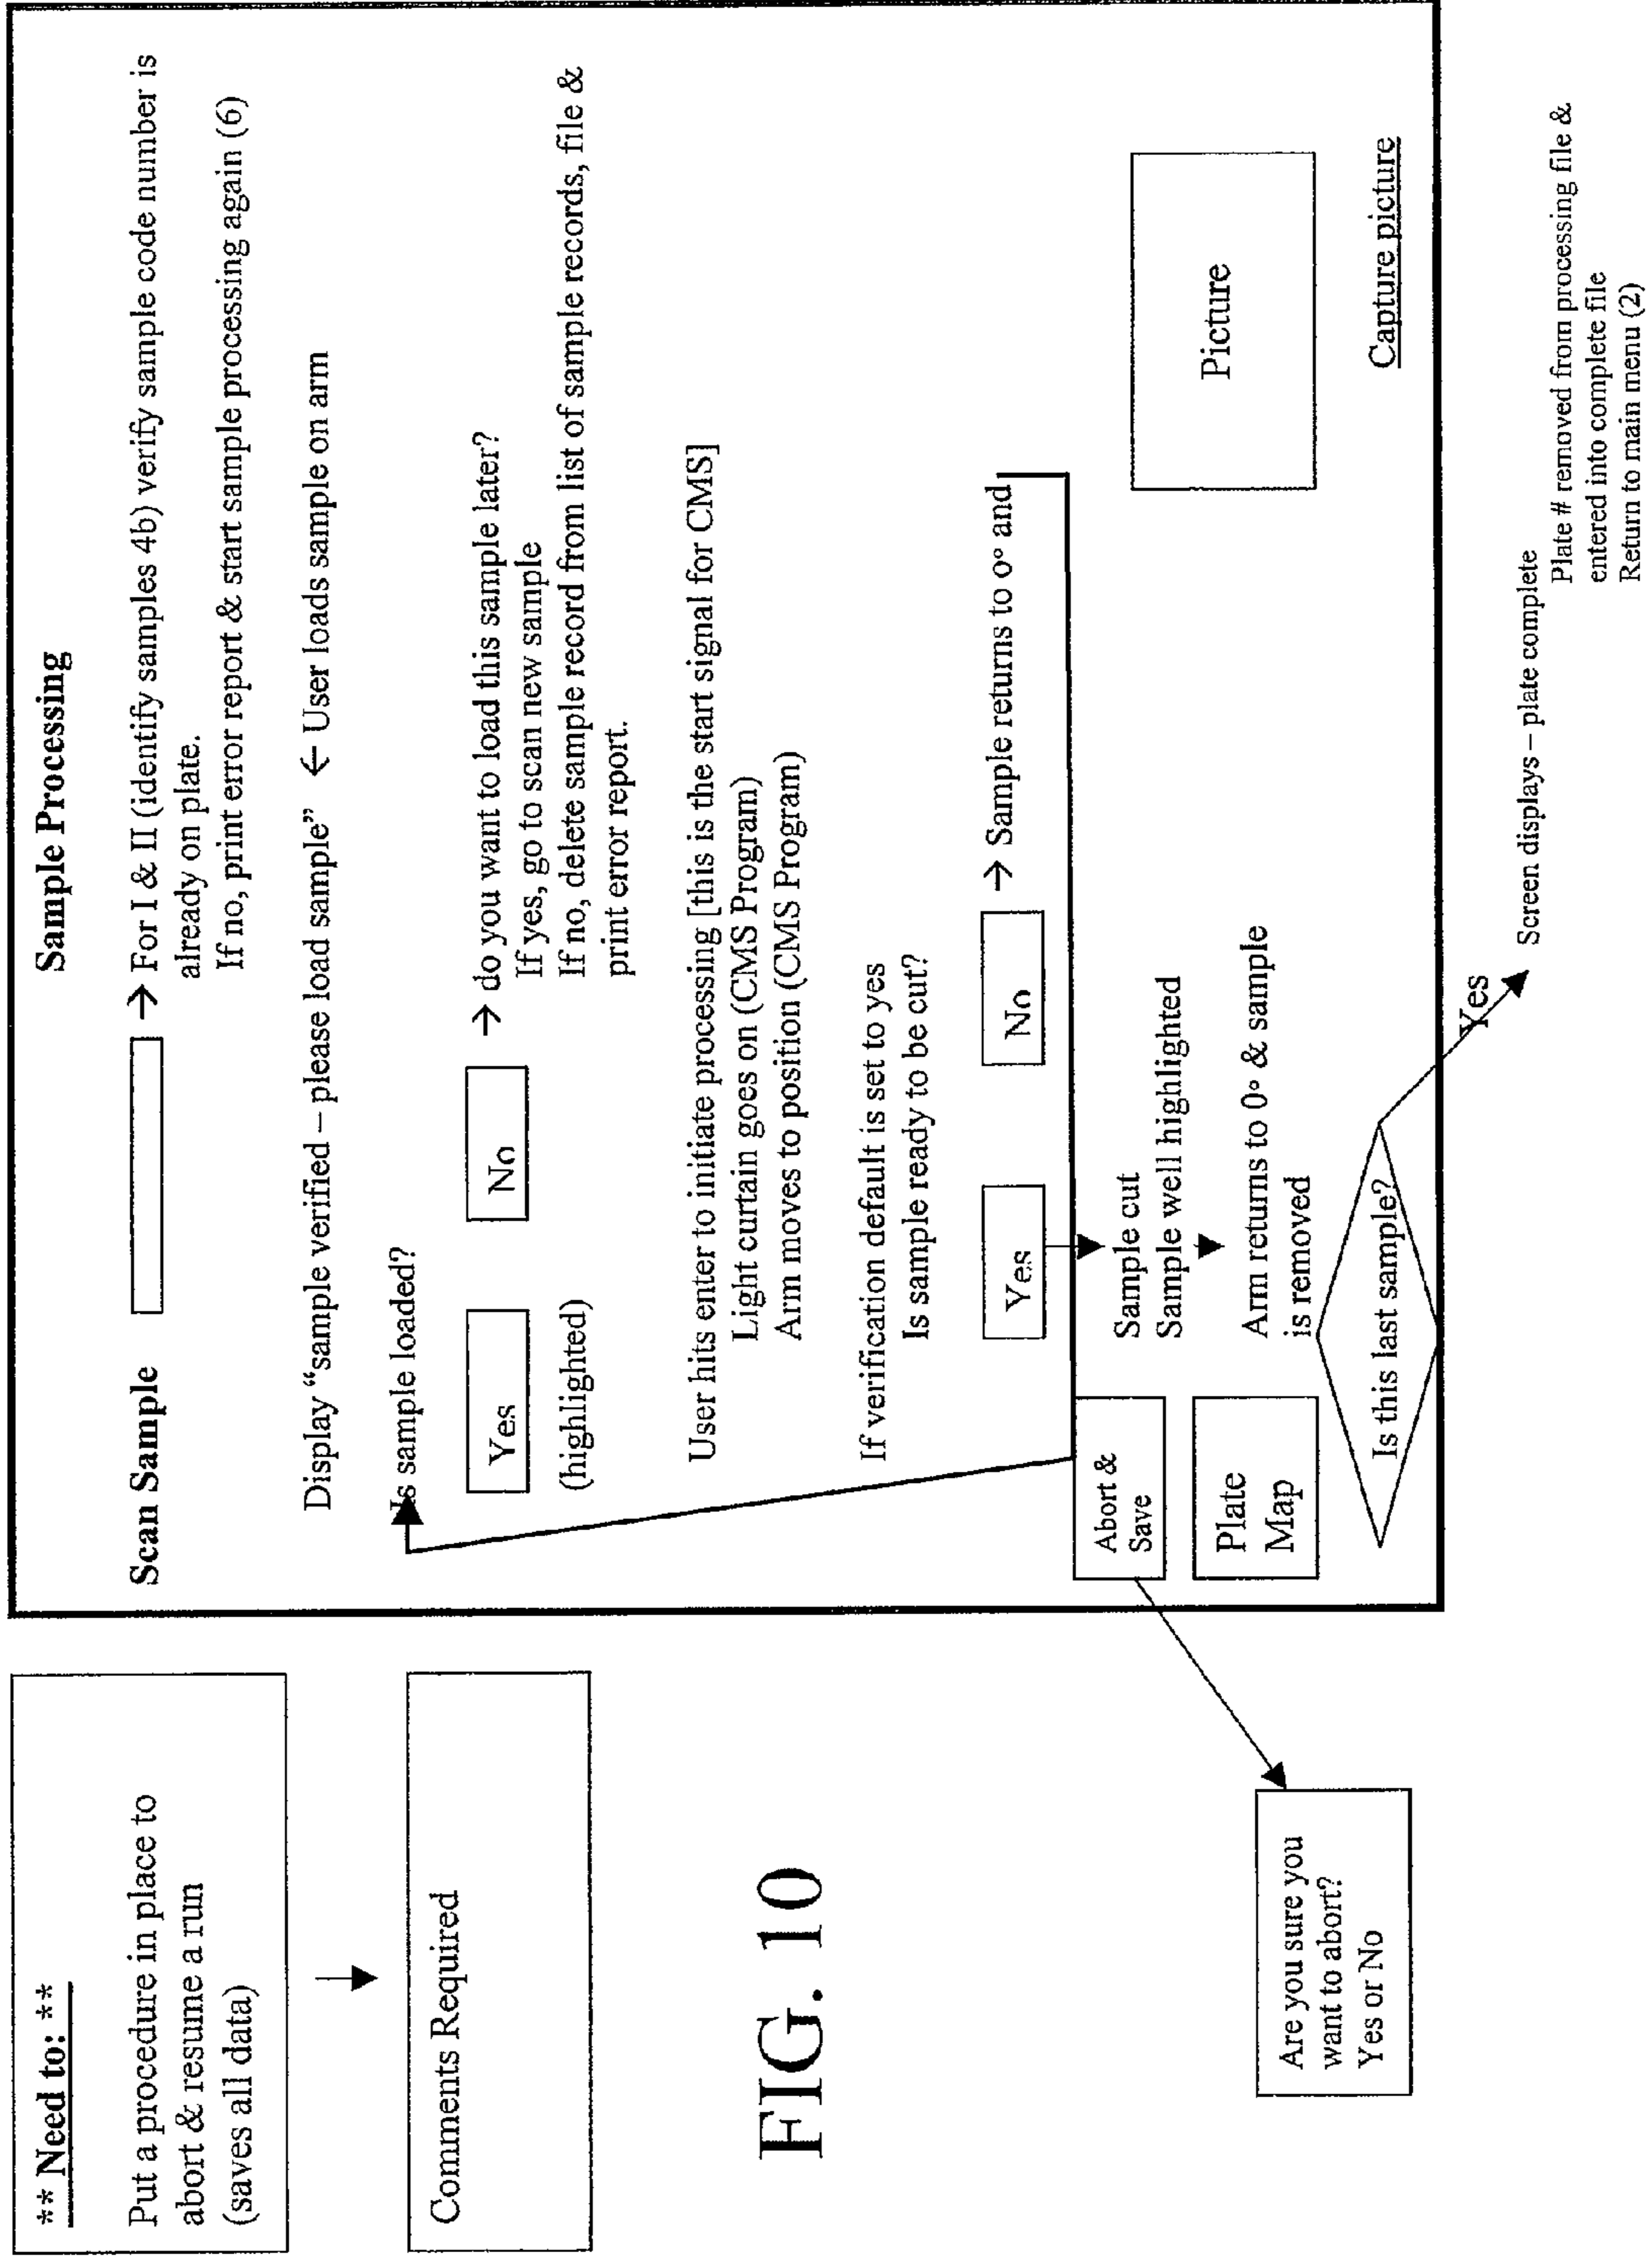 ** Need to: **
Put a procedure in place to
abort & resume a run
(saves all data)
Comments Required
FIG. 10
Are you sure you
want to abort?
Yes or No
Sample Processing
Scan Sample
→ For I & II (identify samples 4b) verify sample code number is
already on plate.
If no, print error report & start sample processing again (6)
Display “sample verified – please load sample” ← User loads sample on arm
Is sample loaded?
Yes
No
→ do you want to load this sample later?
If yes, go to scan new sample
If no, delete sample record from list of sample records, file &
print error report.
(highlighted)
User hits enter to initiate processing [this is the start signal for CMS]
Light curtain goes on (CMS Program)
Arm moves to position (CMS Program)
If verification default is set to yes
Is sample ready to be cut?
Yes
No
→ Sample returns to 0° and
Abort &
Save
Sample cut
Sample well highlighted
Plate
Map
Arm returns to 0° & sample
is removed
Picture
Is this last sample?
Capture picture
Yes
Screen displays – plate complete
Plate # removed from processing file &
entered into complete file
Return to main menu (2)